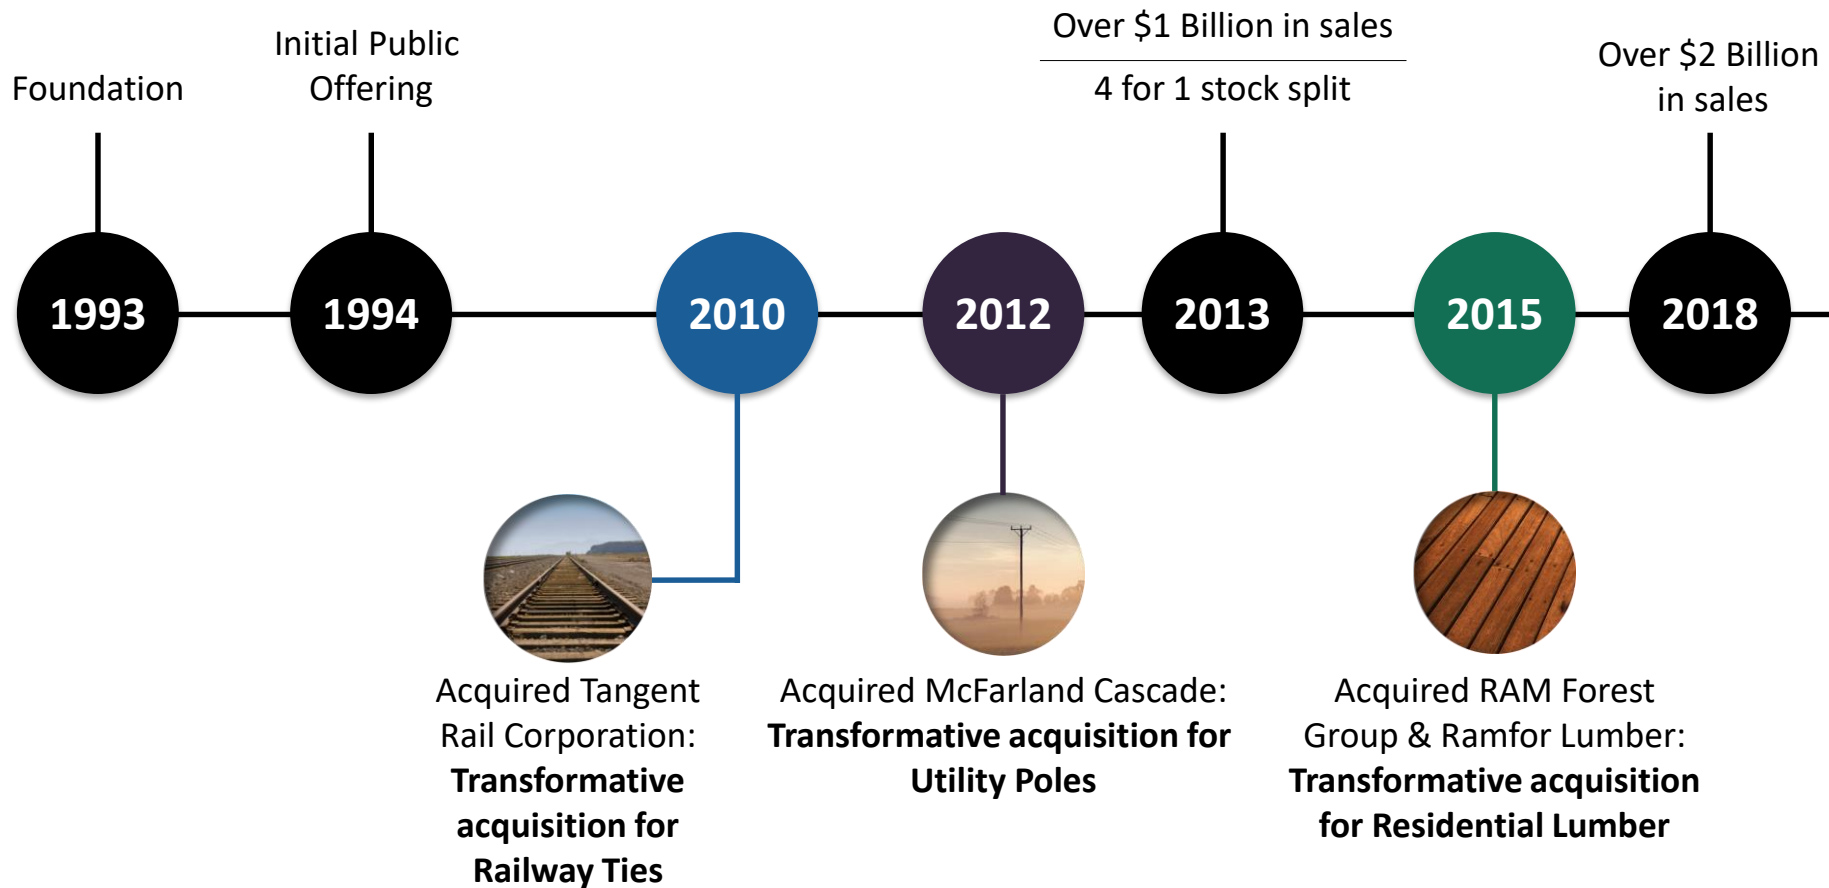 Foundation
Initial Public
Offering
Over $1 Billion in sales
4 for 1 stock split
Over $2 Billion
in sales
1993
1994
2010
2012
2013
2015
2018
Acquired Tangent
Rail Corporation:
Transformative
acquisition for
Railway Ties
Acquired McFarland Cascade:
Transformative acquisition for
Utility Poles
Acquired RAM Forest
Group & Ramfor Lumber:
Transformative acquisition
for Residential Lumber